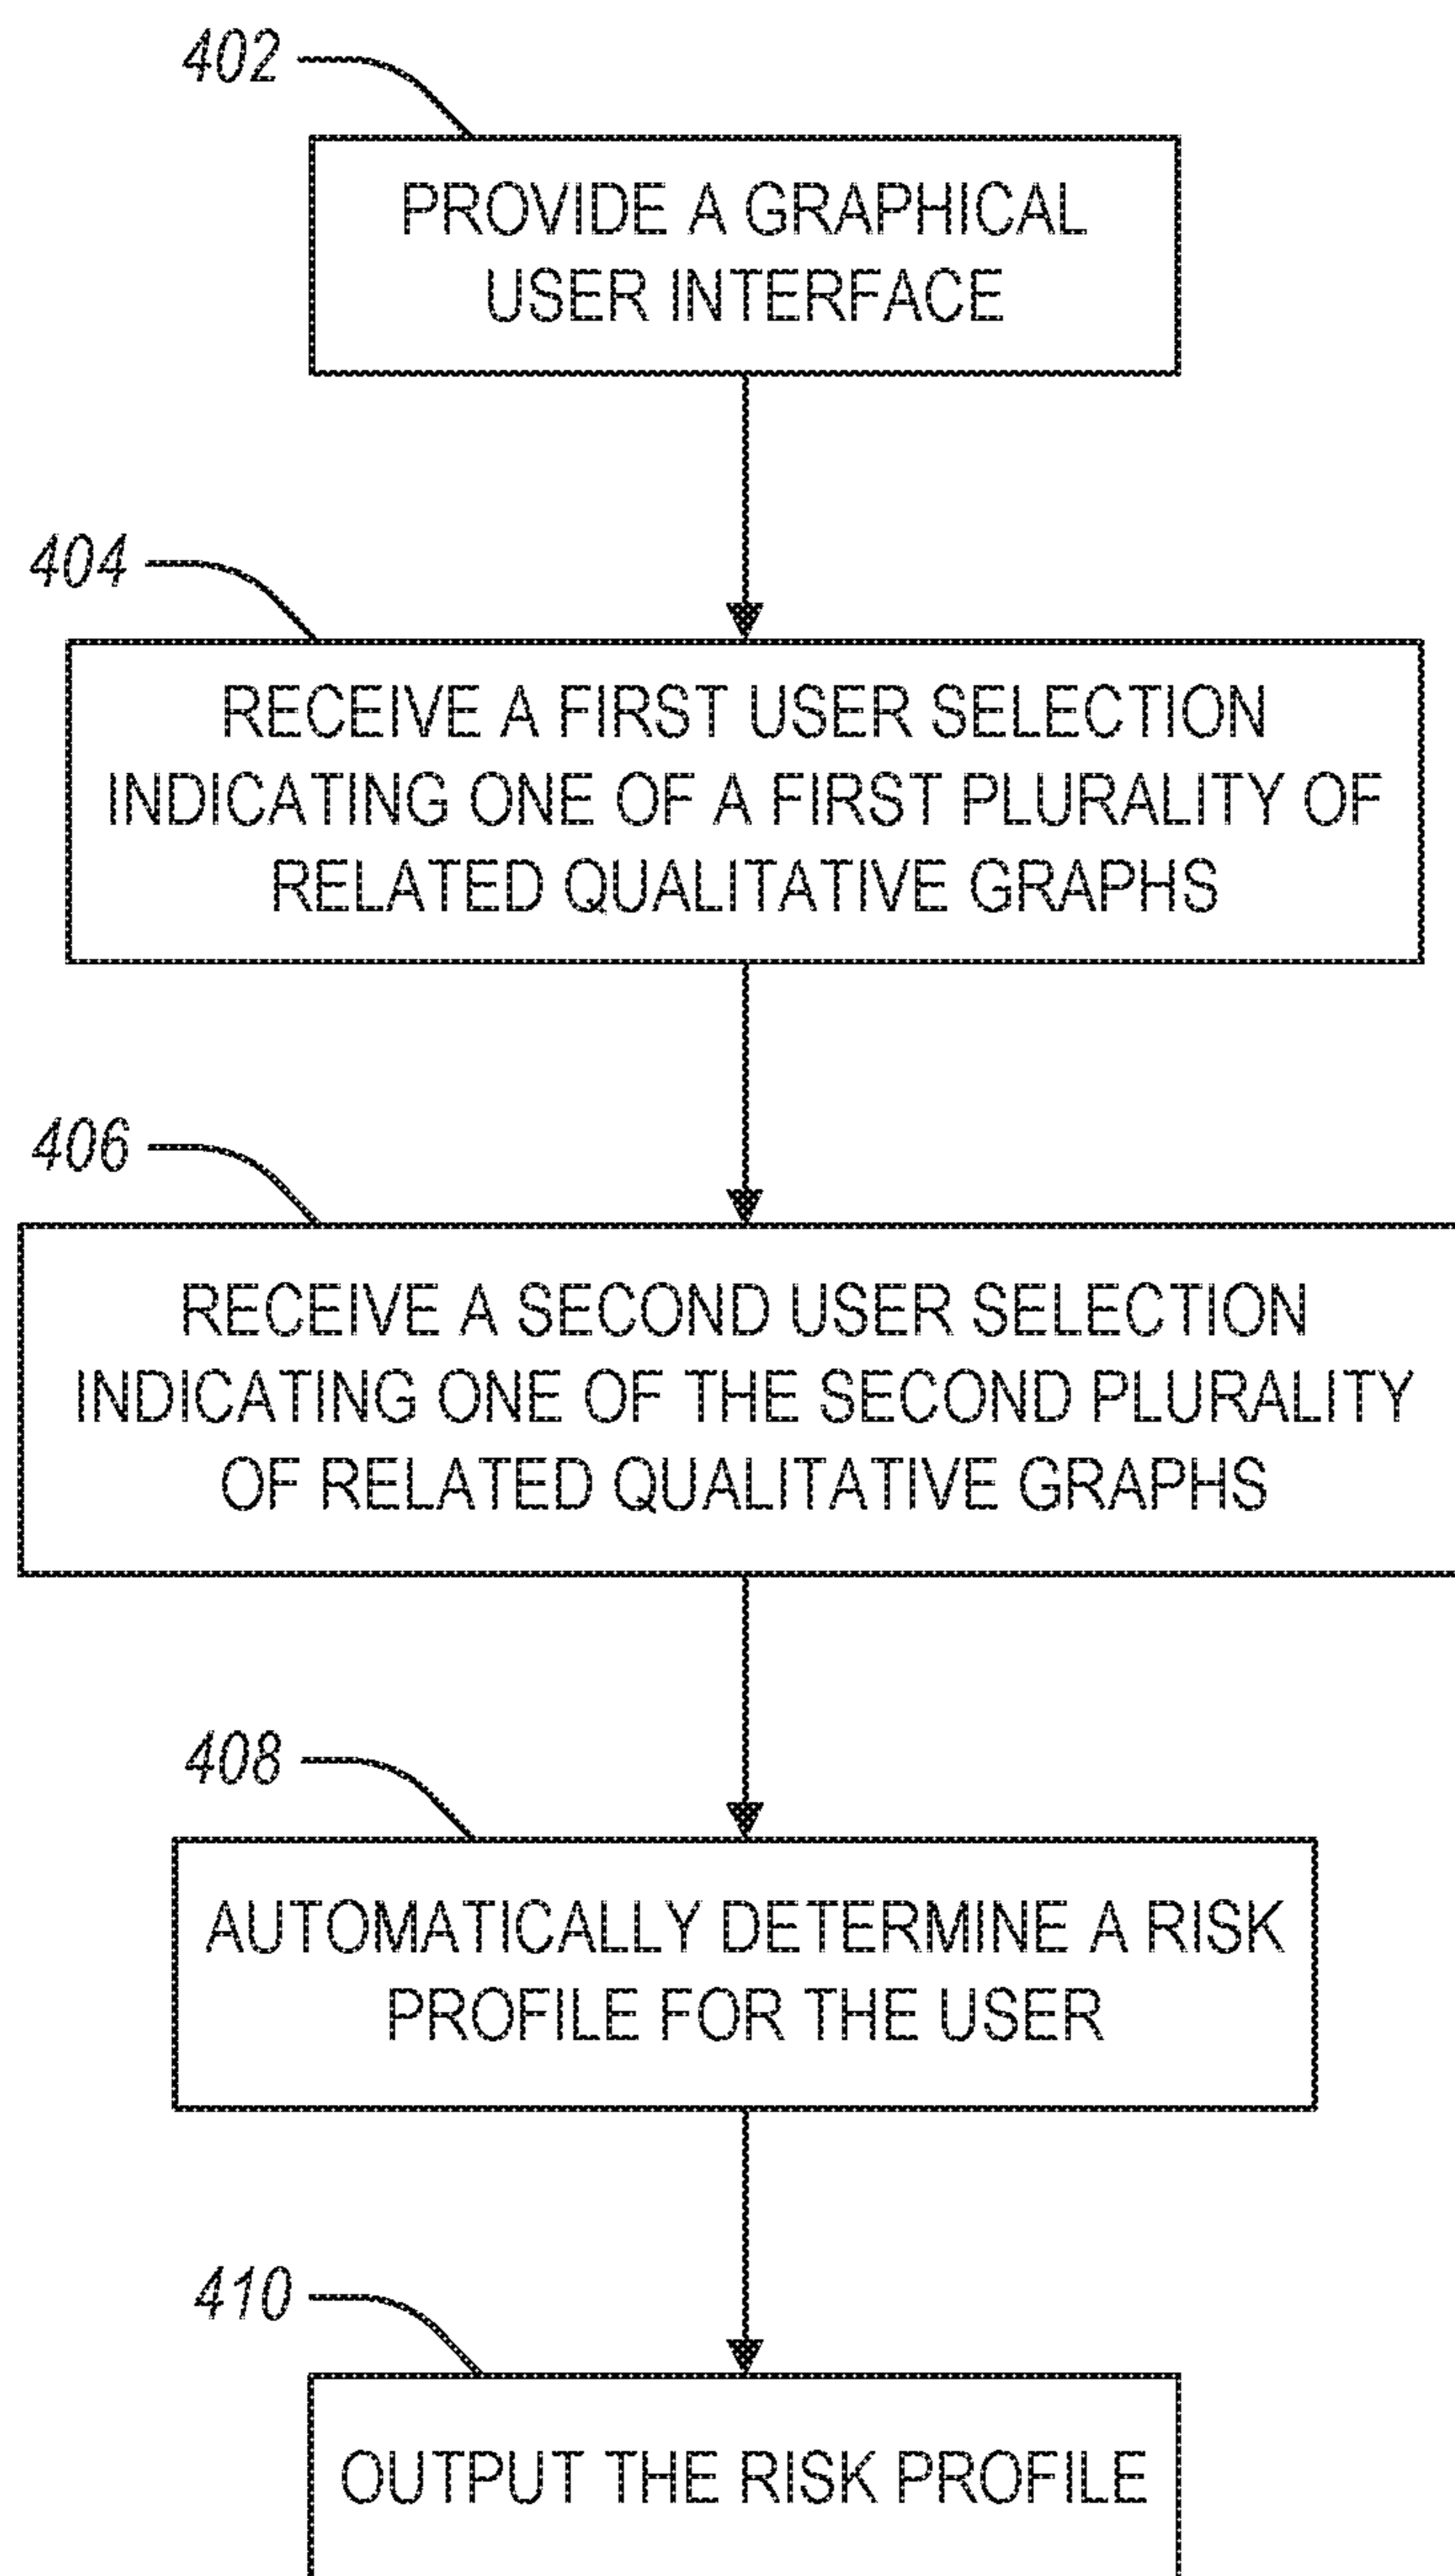 402
PROVIDE A GRAPHICAL
USER INTERFACE
404
RECEIVE A FIRST USER SELECTION
INDICATING ONE OF A FIRST PLURALITY OF
RELATED QUALITATIVE GRAPHS
406
RECEIVE A SECOND USER SELECTION
INDICATING ONE OF THE SECOND PLURALITY
OF RELATED QUALITATIVE GRAPHS
408
AUTOMATICALLY DETERMINE A RISK
PROFILE FOR THE USER
410
OUTPUT THE RISK PROFILE